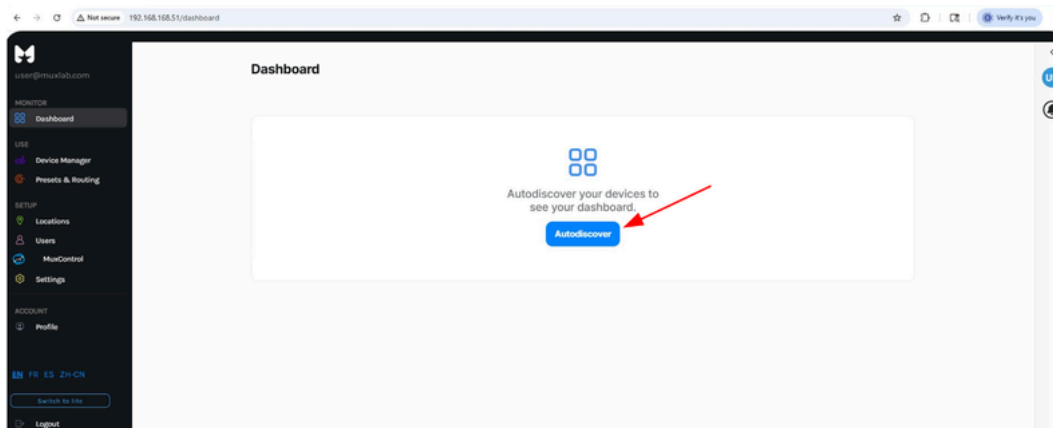 Not secure 192.168.168.51/dashboard
Verify it's you
user@muxlab.com
MONITOR
Dashboard
USE
Device Manager
Presets & Routing
SETUP
Locations
Users
MuxControl
Settings
ACCOUNT
Profile
EN FR ES ZH-CN
Switch to lite
Logout
Dashboard
Autodiscover your devices to
see your dashboard.
Autodiscover